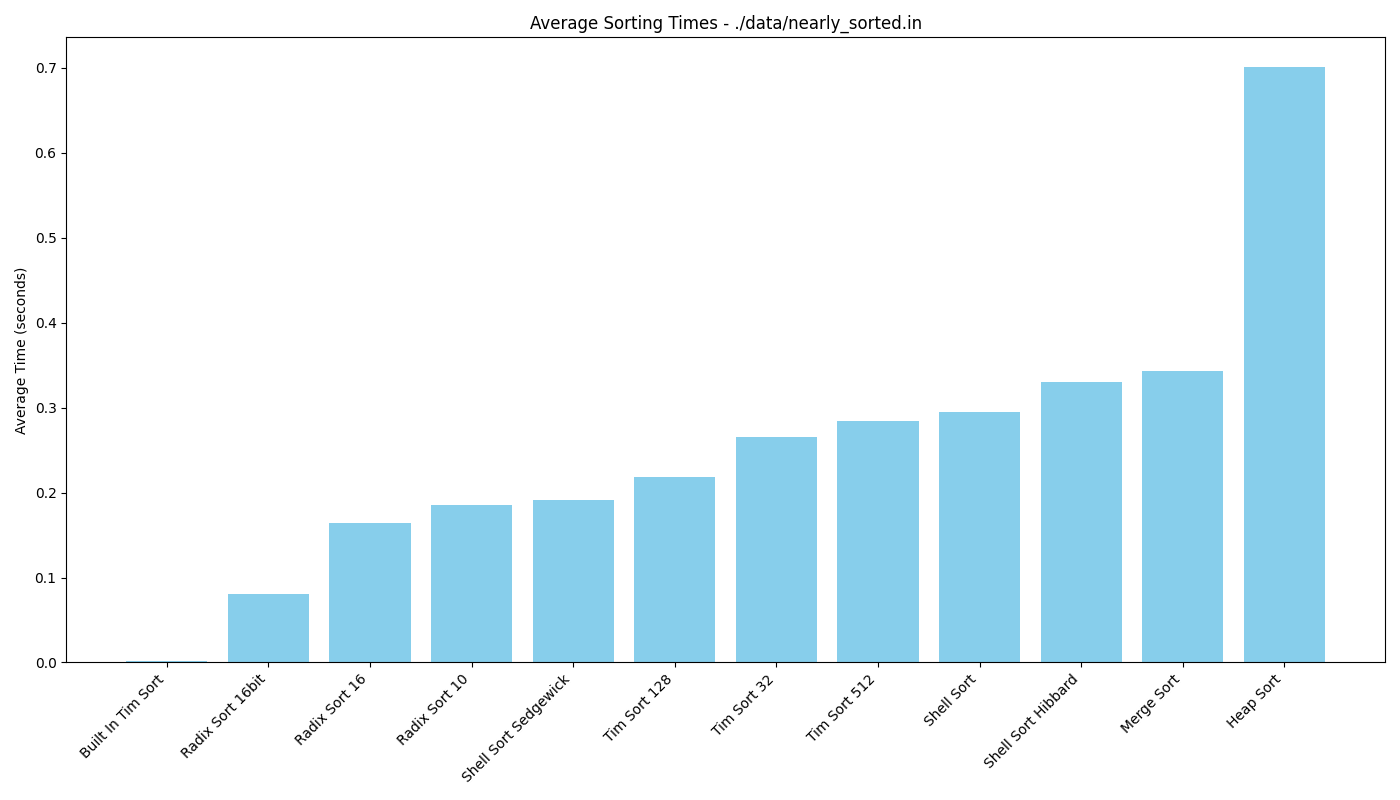 Average Sorting Times - ./data/nearly_sorted.in
Average Time (seconds)
0.7
0.6
0.5
0.4
0.3
0.2
0.1
0.0
Built In Tim Sort
Radix Sort 16bit
Radix Sort 16
Radix Sort 10
Shell Sort Sedgewick
Tim Sort 128
Tim Sort 32
Tim Sort 512
Shell Sort
Shell Sort Hibbard
Merge Sort
Heap Sort